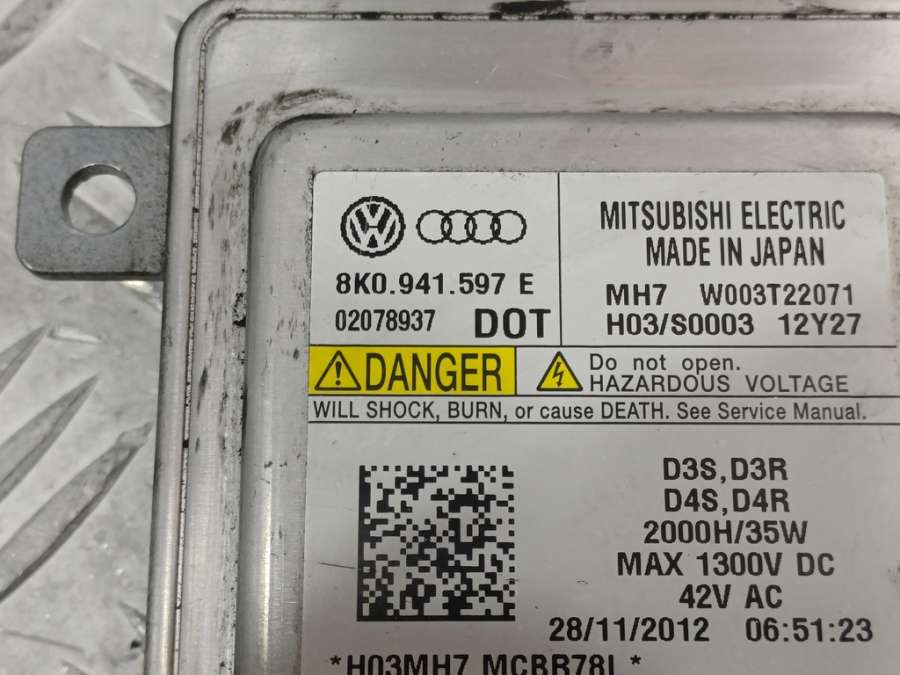 8K0.941.597 E
02078937 DOT
MITSUBISHI ELECTRIC
MADE IN JAPAN
MH7 W003T22071
H03/S0003 12Y27
DANGER
Do not open.
HAZARDOUS VOLTAGE
WILL SHOCK, BURN, or cause DEATH. See Service Manual.
D3S,D3R
D4S,D4R
2000H/35W
MAX 1300V DC
42V AC
28/11/2012 06:51:23
*H03MH7